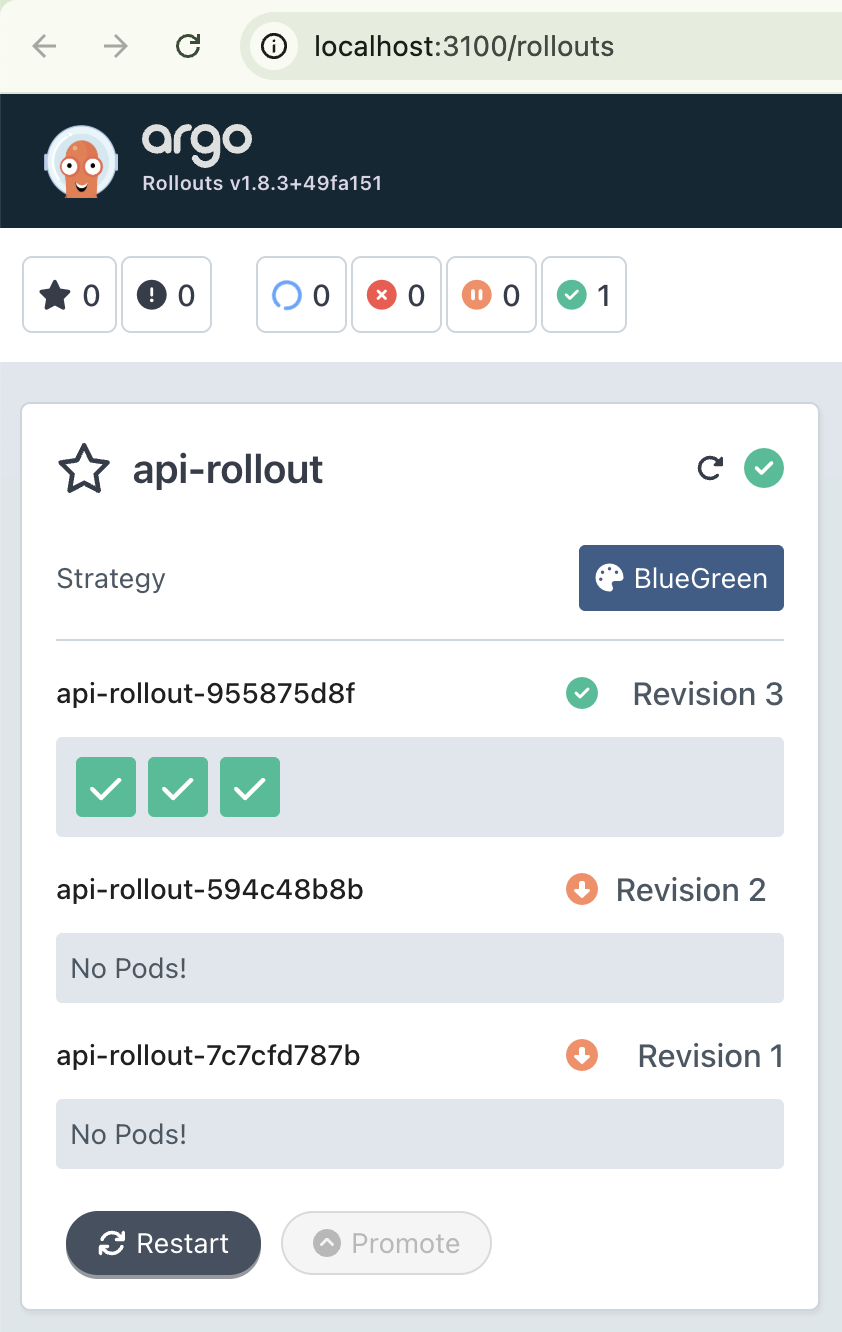 localhost:3100/rollouts
argo
Rollouts v1.8.3+49fa151
0 0 0 0 0 1
api-rollout
Strategy BlueGreen
api-rollout-955875d8f Revision 3
api-rollout-594c48b8b Revision 2
No Pods!
api-rollout-7c7cfd787b Revision 1
No Pods!
Restart Promote